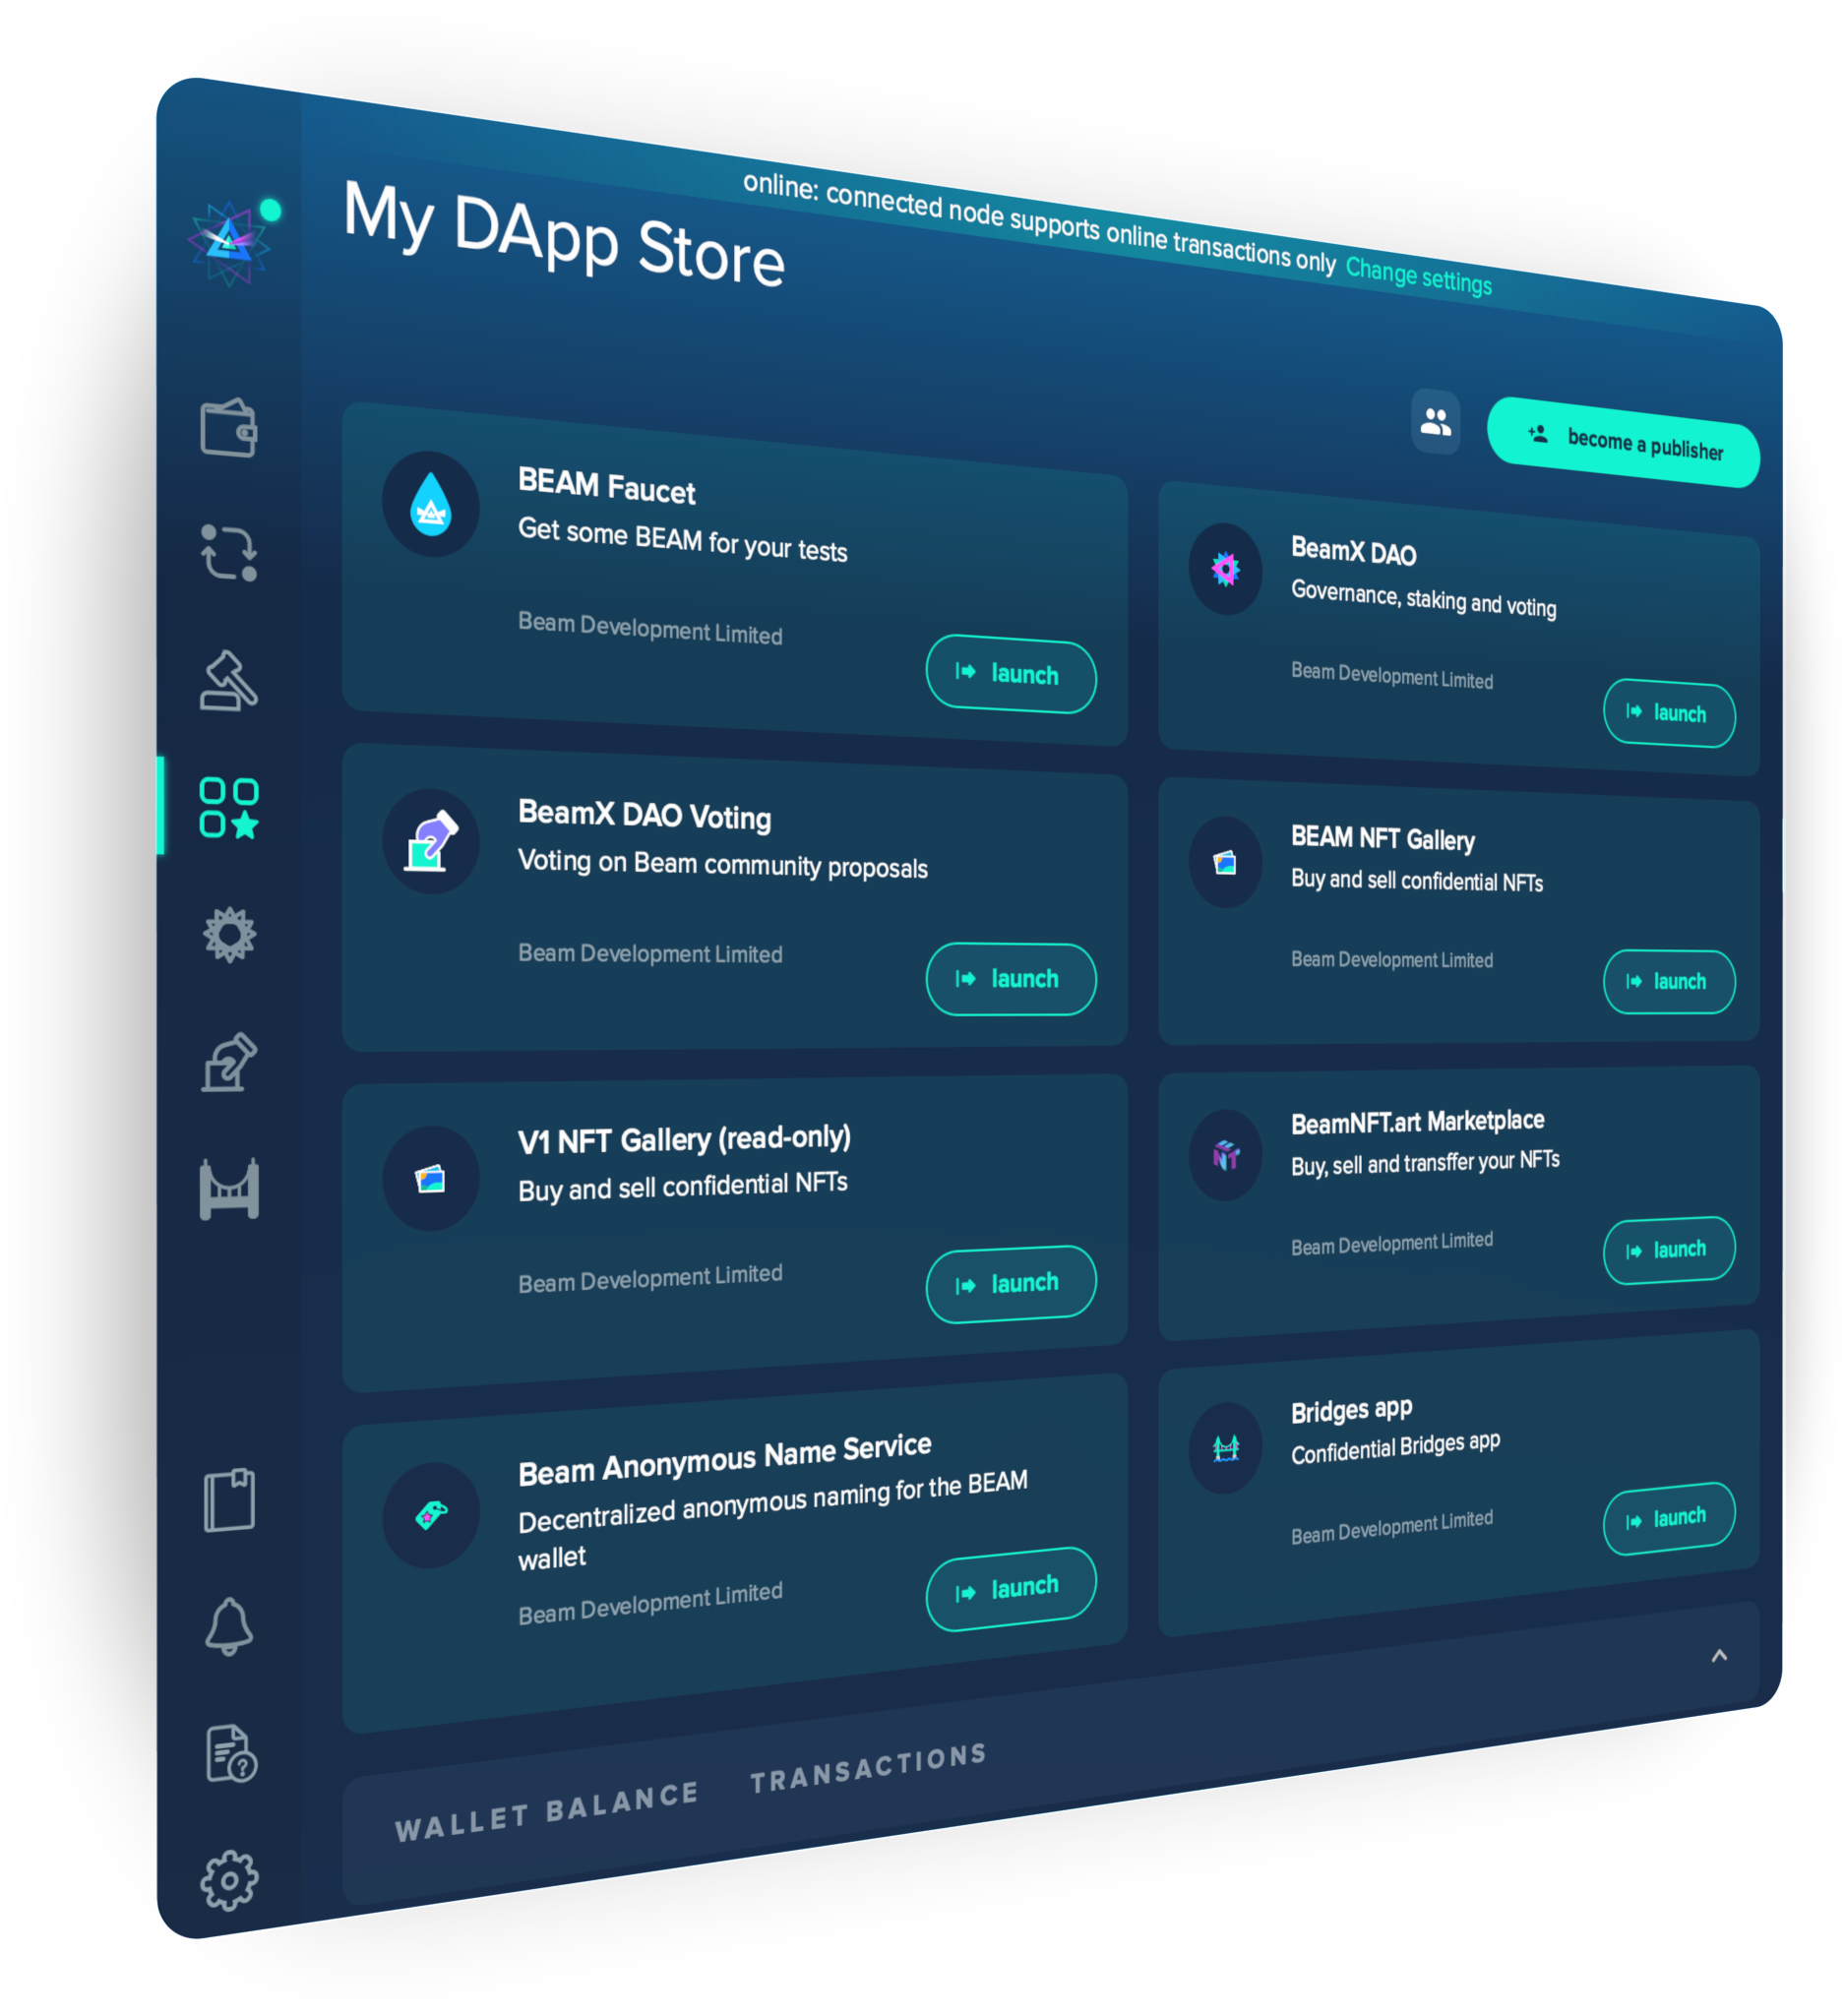 online: connected node supports online transactions only Change settings
My DApp Store
become a publisher
BEAM Faucet
Get some BEAM for your tests
Beam Development Limited
launch
BeamX DAO
Governance, staking and voting
Beam Development Limited
launch
BeamX DAO Voting
Voting on Beam community proposals
Beam Development Limited
launch
BEAM NFT Gallery
Buy and sell confidential NFTs
Beam Development Limited
launch
V1 NFT Gallery (read-only)
Buy and sell confidential NFTs
Beam Development Limited
launch
BeamNFT.art Marketplace
Buy, sell and transffer your NFTs
Beam Development Limited
launch
Beam Anonymous Name Service
Decentralized anonymous naming for the BEAM
wallet
Beam Development Limited
launch
Bridges app
Confidential Bridges app
Beam Development Limited
launch
WALLET BALANCE
TRANSACTIONS